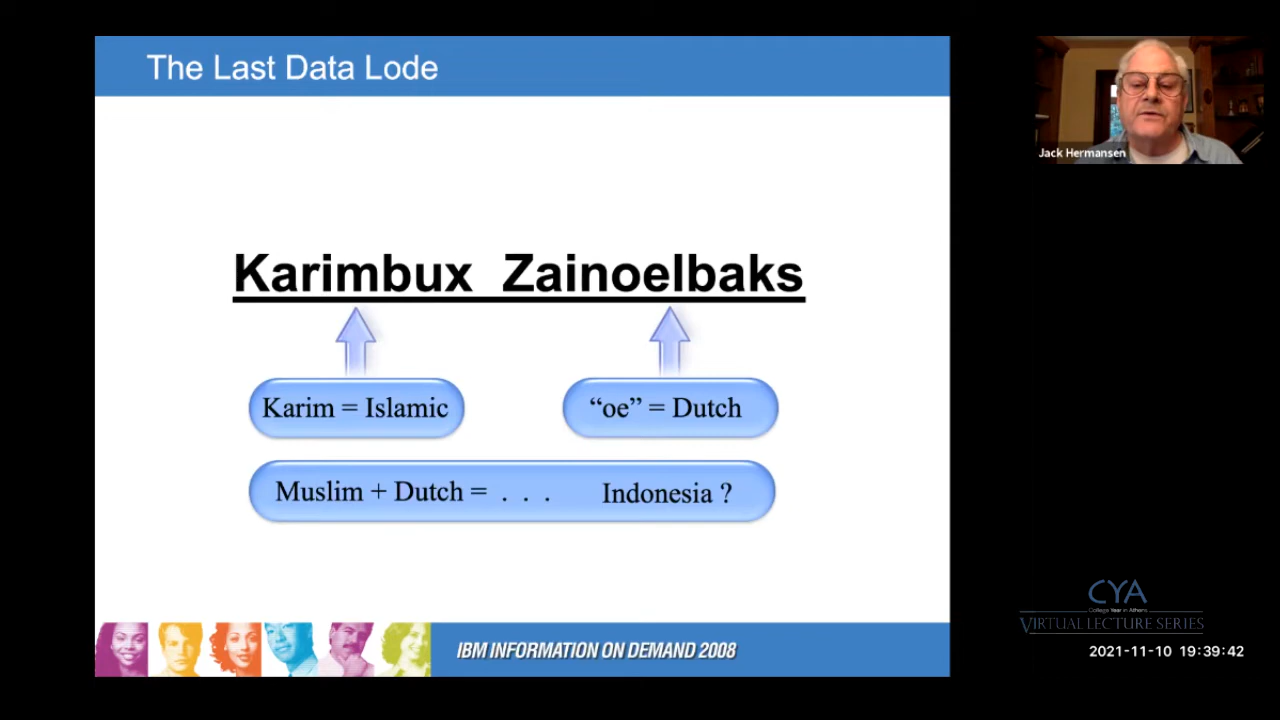 The Last Data Lode
Karimbux Zainoelbaks
Karim = Islamic
“oe” = Dutch
Muslim + Dutch = . . . Indonesia ?
IBM INFORMATION ON DEMAND 2008
Jack Hermansen
CYA
College Year in Athens
VIRTUAL LECTURE SERIES
2021-11-10 19:39:42